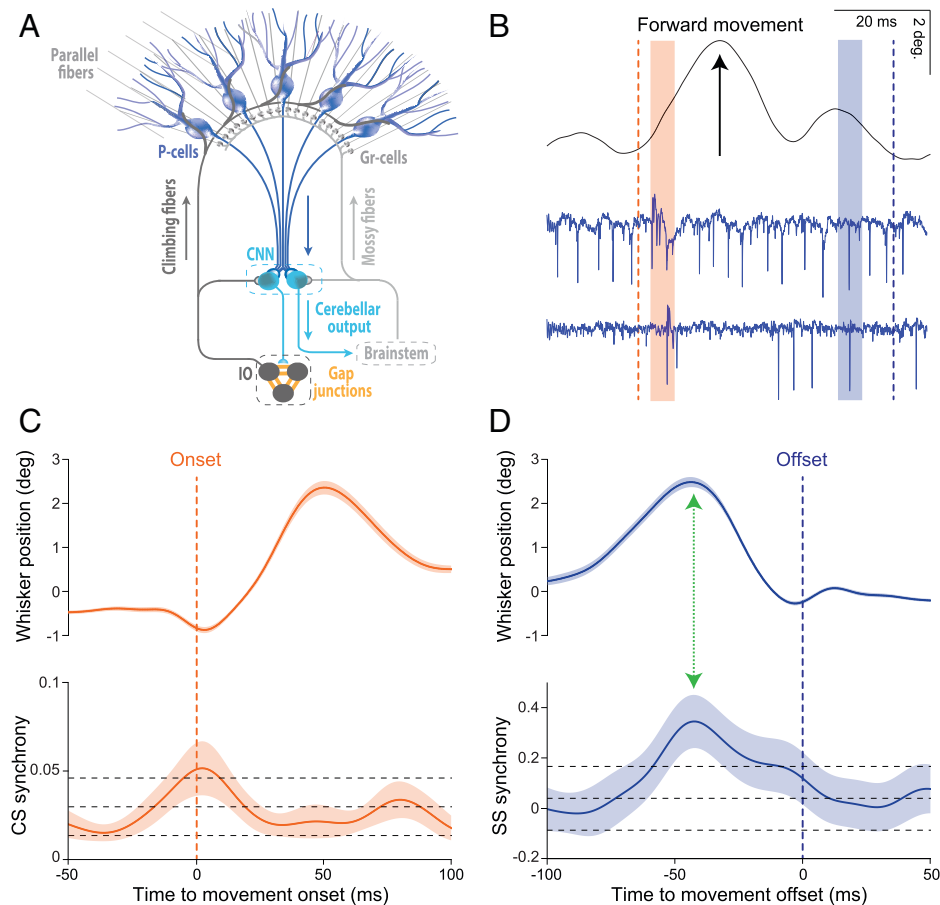 A
Parallel
fibers
P-cells
Gr-cells
Climbing fibers
Mossy fibers
CNN
Cerebellar
output
Brainstem
IO
Gap
junctions
B
Forward movement
20 ms
2 deg.
C
Onset
Whisker position (deg)
3
2
1
0
-1
CS synchrony
0.1
0.05
0
-50
0
50
100
Time to movement onset (ms)
D
Offset
Whisker position (deg)
3
2
1
0
-1
SS synchrony
0.4
0.2
0
-0.2
-100
-50
0
50
Time to movement offset (ms)